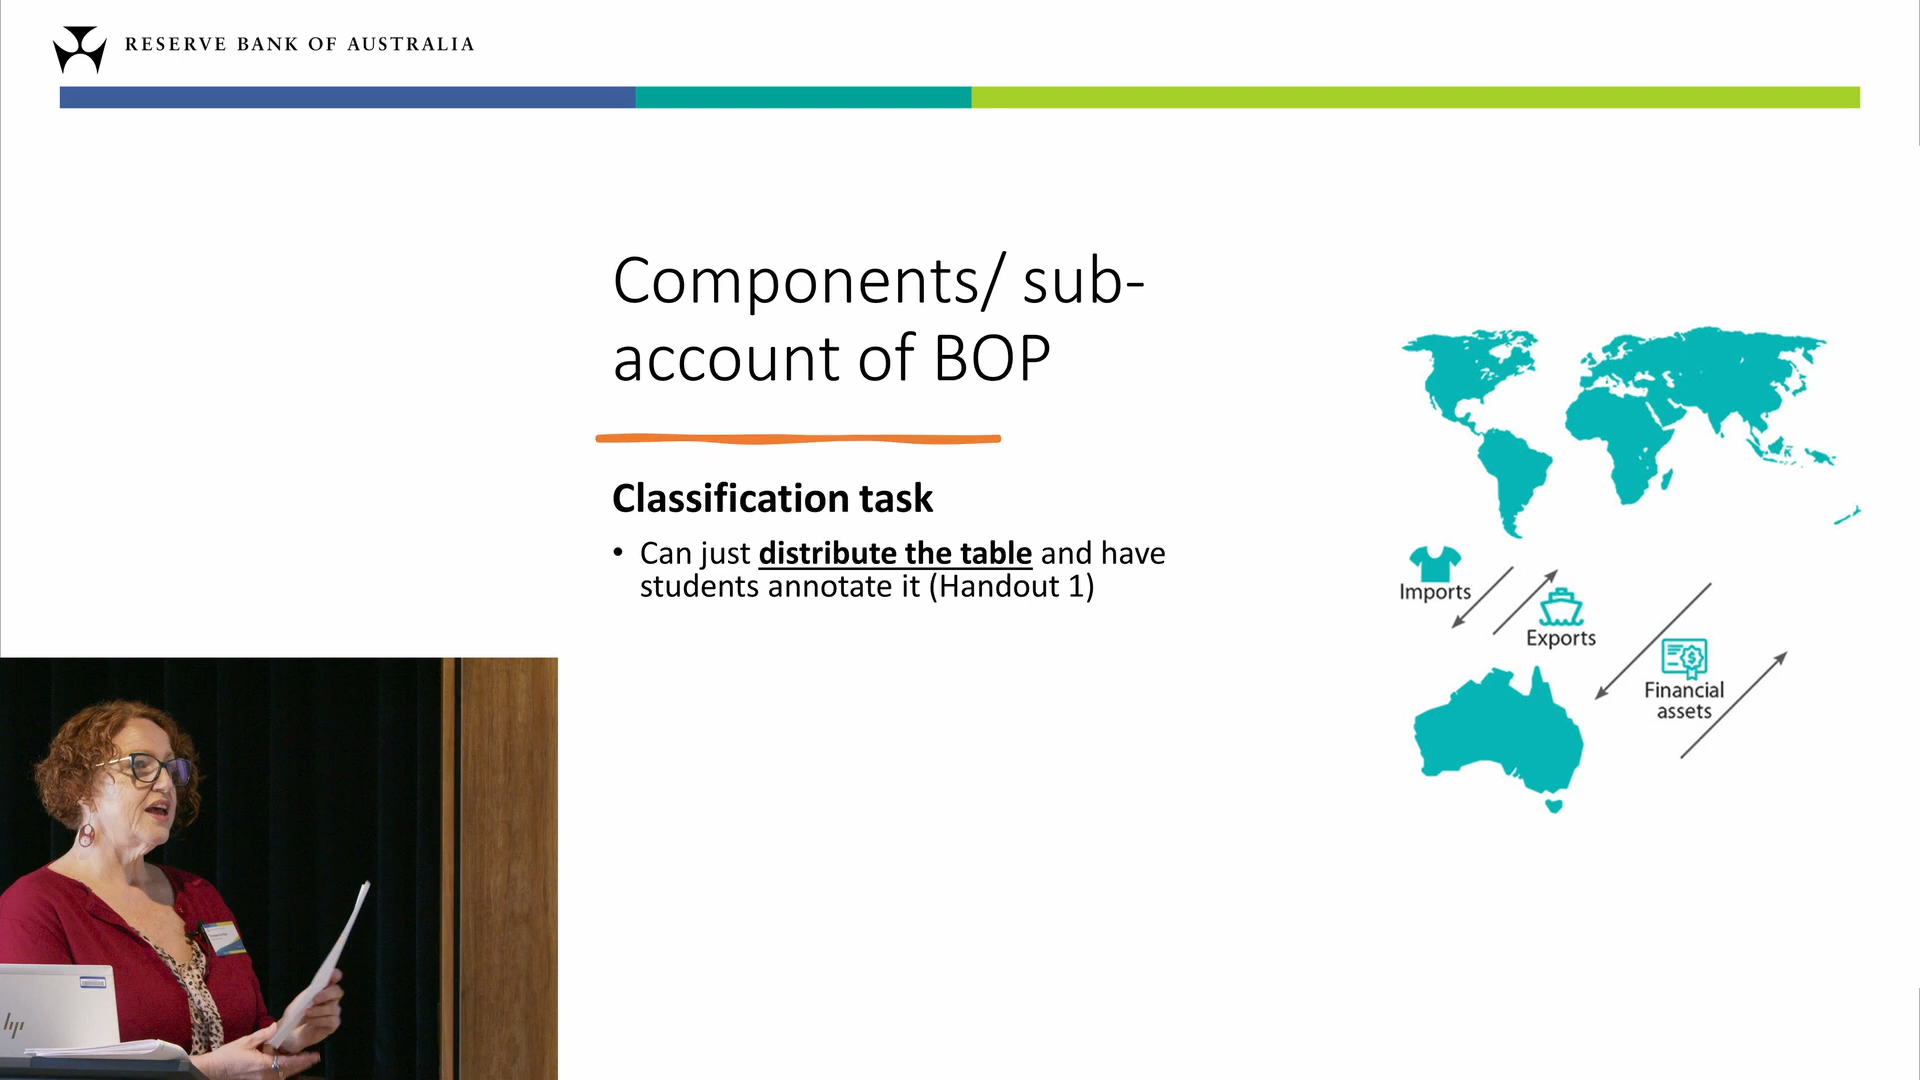 RESERVE BANK OF AUSTRALIA
Components/ sub-
account of BOP
Classification task
• Can just distribute the table and have
students annotate it (Handout 1)
Imports
Exports
Financial
assets
hp